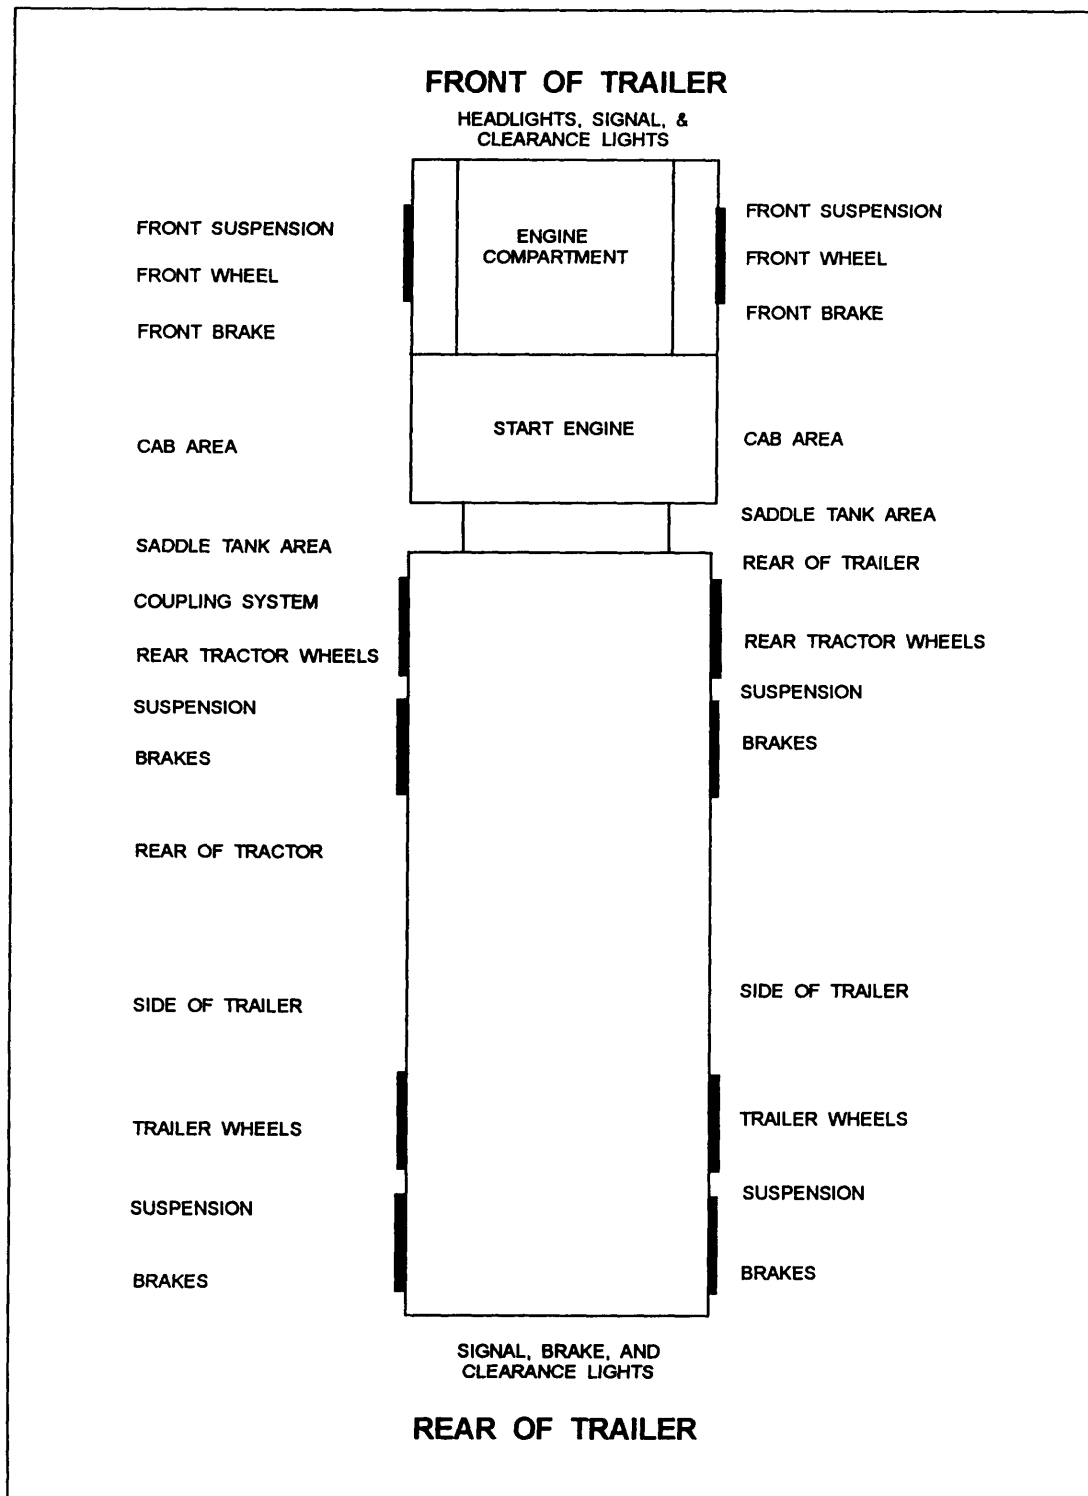 FRONT OF TRAILER
HEADLIGHTS, SIGNAL, &
CLEARANCE LIGHTS
FRONT SUSPENSION
FRONT WHEEL
FRONT BRAKE
CAB AREA
SADDLE TANK AREA
COUPLING SYSTEM
REAR TRACTOR WHEELS
SUSPENSION
BRAKES
REAR OF TRACTOR
SIDE OF TRAILER
TRAILER WHEELS
SUSPENSION
BRAKES
ENGINE
COMPARTMENT
START ENGINE
FRONT SUSPENSION
FRONT WHEEL
FRONT BRAKE
CAB AREA
SADDLE TANK AREA
REAR OF TRAILER
REAR TRACTOR WHEELS
SUSPENSION
BRAKES
SIDE OF TRAILER
TRAILER WHEELS
SUSPENSION
BRAKES
SIGNAL, BRAKE, AND
CLEARANCE LIGHTS
REAR OF TRAILER